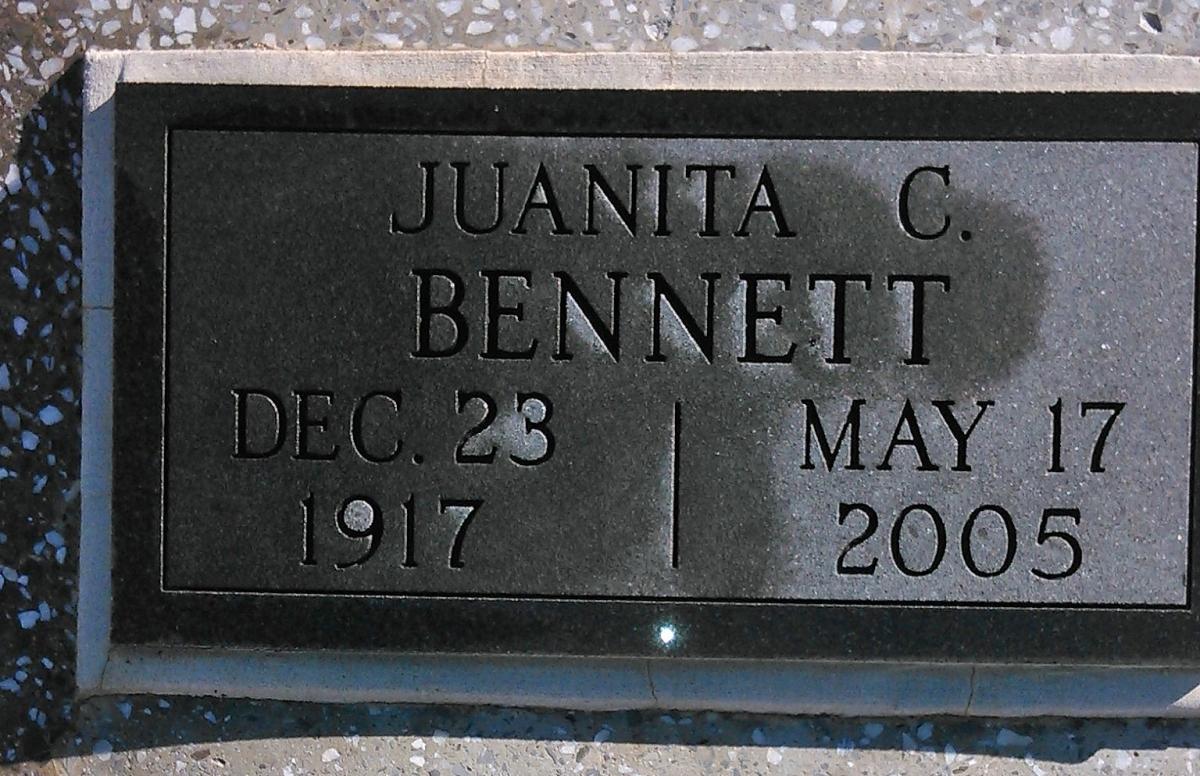 JUANITA C.
BENNETT
DEC. 23
1917
MAY 17
2005